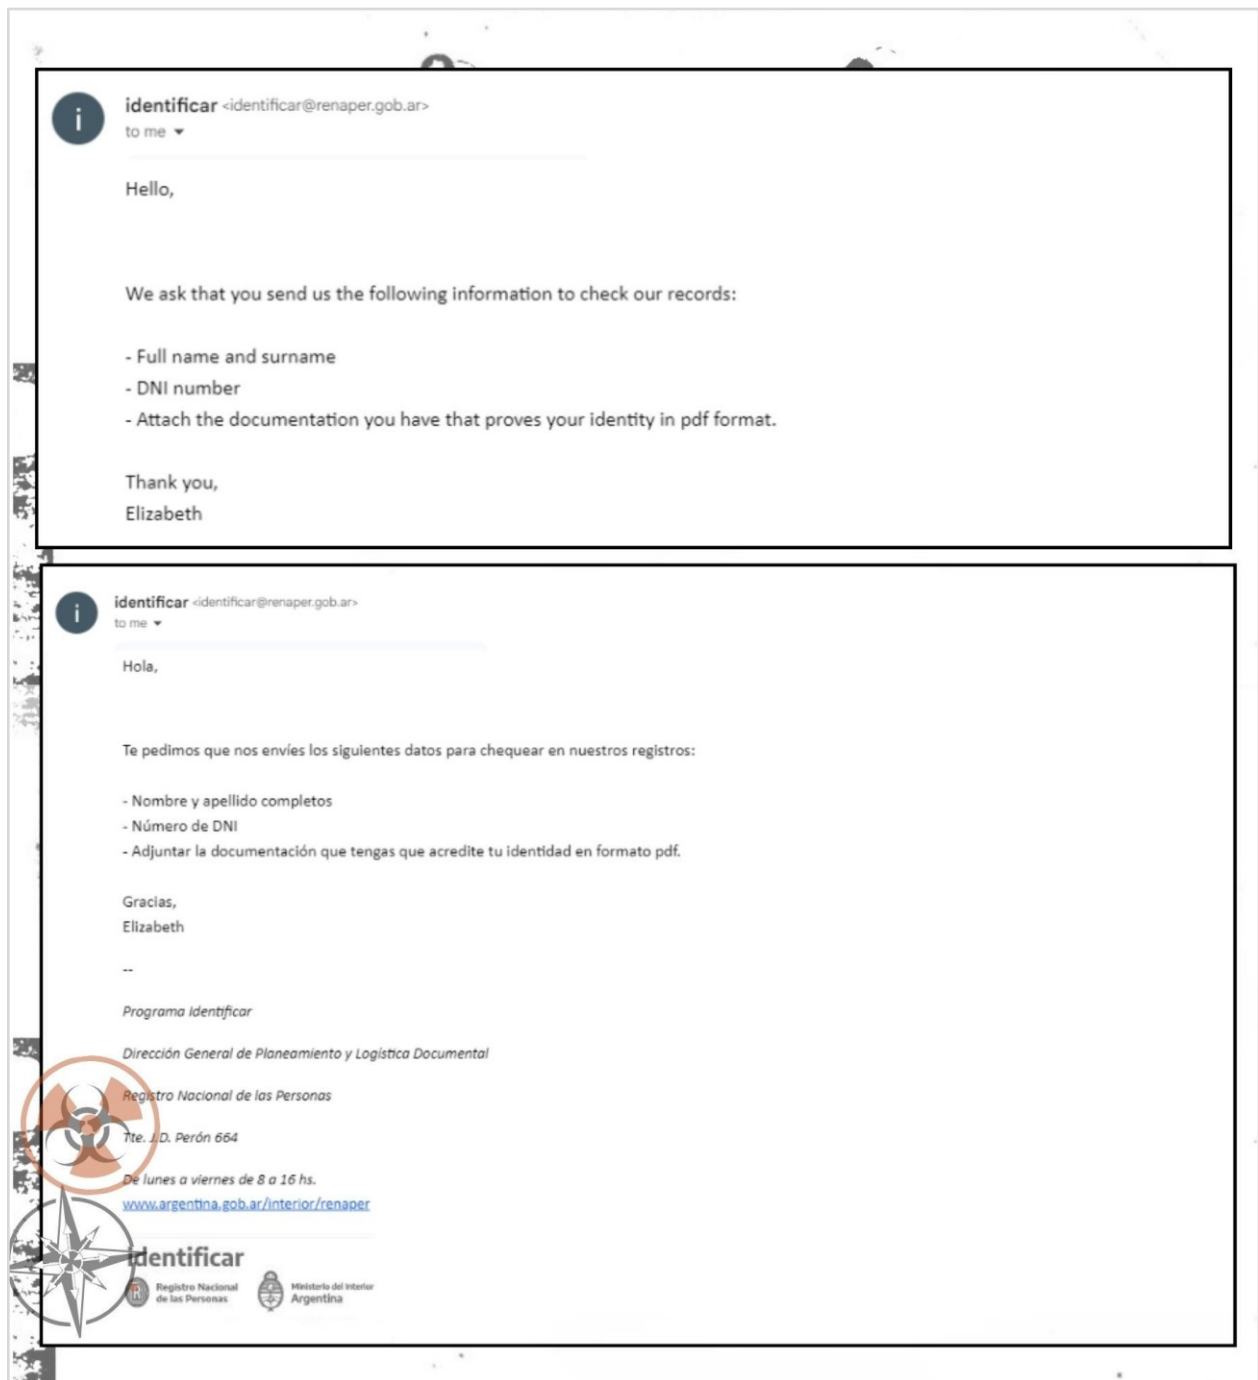 i
identificar <identificar@renaper.gob.ar>
to me
Hello,
We ask that you send us the following information to check our records:
- Full name and surname
- DNI number
- Attach the documentation you have that proves your identity in pdf format.
Thank you,
Elizabeth
i
identificar <identificar@renaper.gob.ar>
to me
Hola,
Te pedimos que nos envíes los siguientes datos para chequear en nuestros registros:
- Nombre y apellido completos
- Número de DNI
- Adjuntar la documentación que tengas que acredite tu identidad en formato pdf.
Gracias,
Elizabeth
--
Programa Identificar
Dirección General de Planeamiento y Logística Documental
Registro Nacional de las Personas
Tte. J.D. Perón 664
De lunes a viernes de 8 a 16 hs.
www.argentina.gob.ar/interior/renaper
identificar
Registro Nacional
de las Personas
Ministerio del Interior
Argentina